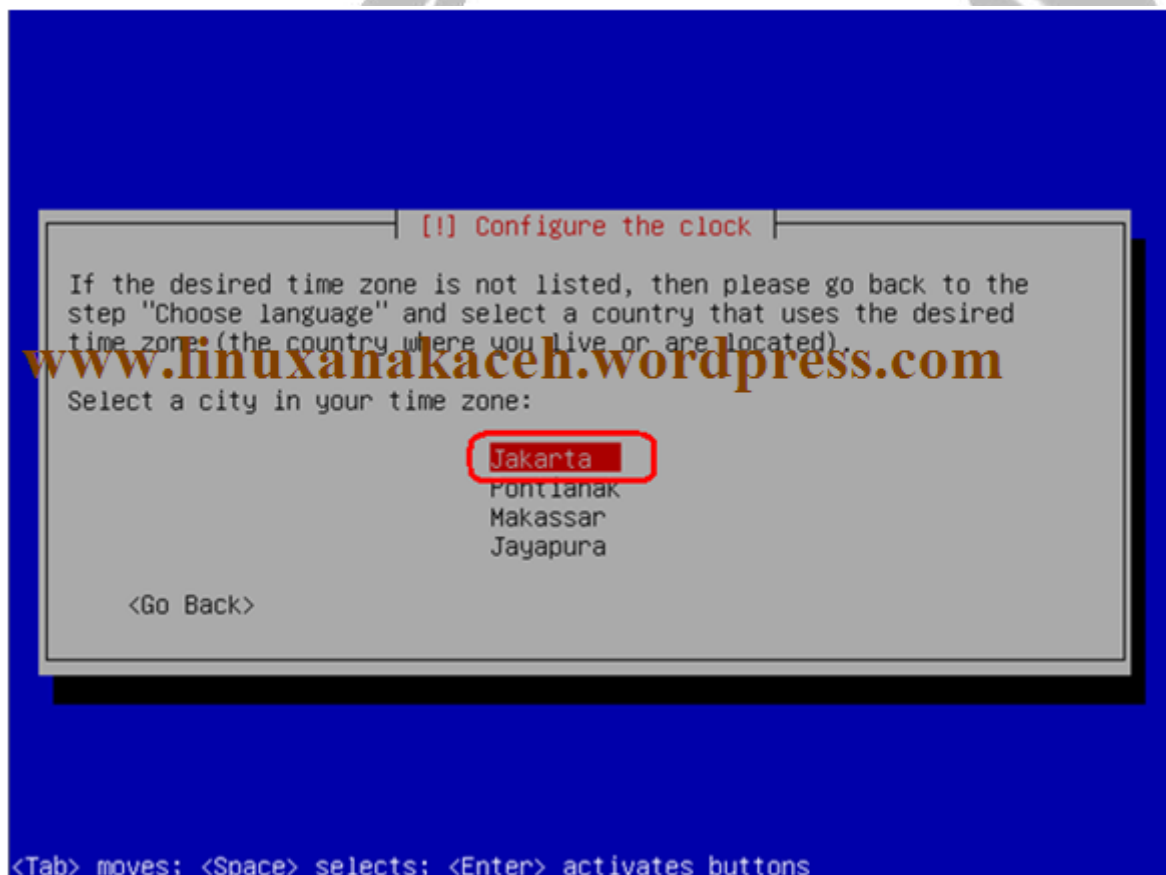 [!] Configure the clock
If the desired time zone is not listed, then please go back to the
step "Choose language" and select a country that uses the desired
time zone (the country where you live or are located).
www.linuxanakaceh.wordpress.com
Select a city in your time zone:
Jakarta
Pontianak
Makassar
Jayapura
<Go Back>
<Tab> moves; <Space> selects; <Enter> activates buttons